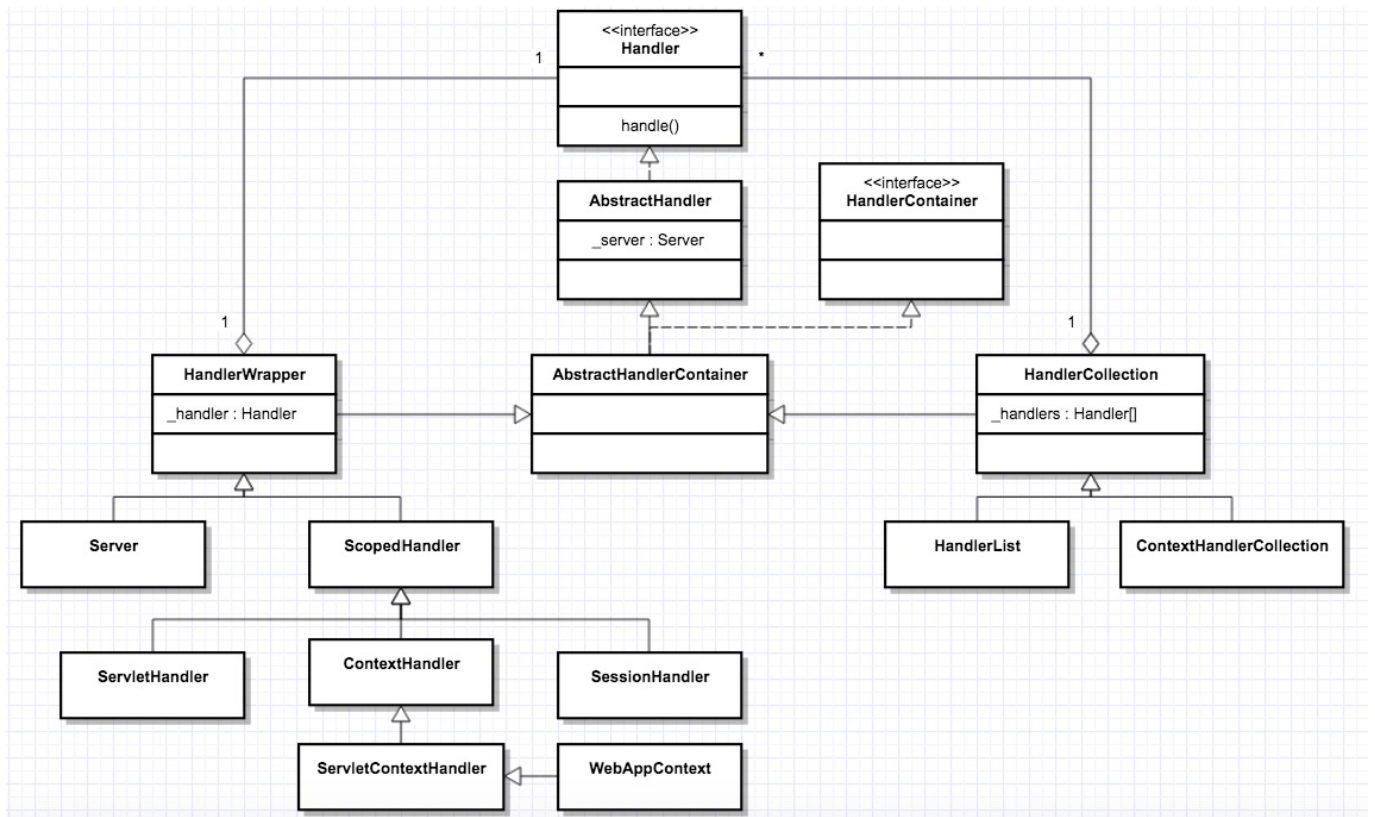 <<interface>>
Handler
1
*
handle()
AbstractHandler
_server : Server
<<interface>>
HandlerContainer
1
1
HandlerWrapper
_handler : Handler
AbstractHandlerContainer
HandlerCollection
_handlers : Handler[]
Server
ScopedHandler
HandlerList
ContextHandlerCollection
ServletHandler
ContextHandler
SessionHandler
ServletContextHandler
WebAppContext